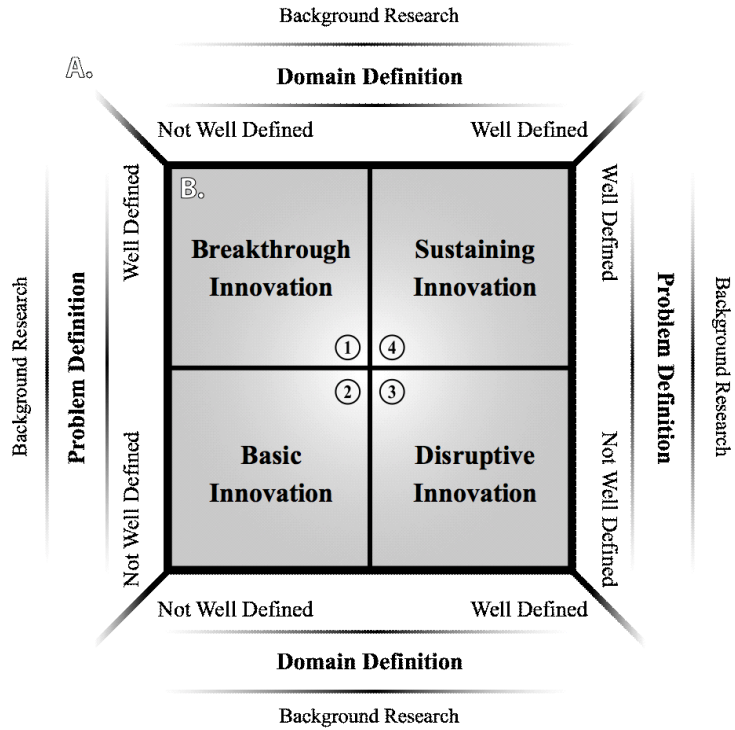 Background Research
A.
Domain Definition
Not Well Defined
Well Defined
Background Research
Problem Definition
Well Defined
Not Well Defined
B.
Breakthrough
Innovation
1
Sustaining
Innovation
4
2
Basic
Innovation
3
Disruptive
Innovation
Well Defined
Not Well Defined
Problem Definition
Background Research
Not Well Defined
Well Defined
Domain Definition
Background Research